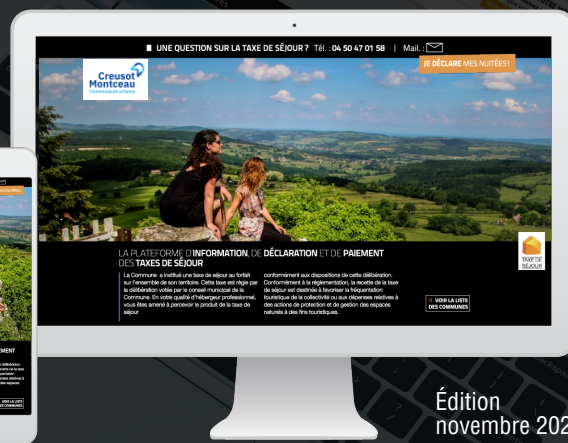 UNE QUESTION SUR LA TAXE DE SÉJOUR ? Tél. : 04 50 47 01 58 | Mail. :
JE DÉCLARE MES NUITÉES !
Creusot
Montceau
Communauté urbaine
LA PLATEFORME D'INFORMATION, DE DÉCLARATION ET DE PAIEMENT
DES TAXES DE SÉJOUR
La Commune a institué une taxe de séjour au forfait
sur l'ensemble de son territoire. Cette taxe est régie par
la délibération votée par le conseil municipal de la
Commune. En votre qualité d'hébergeur professionnel,
vous êtes amené à percevoir le produit de la taxe de
séjour
conformément aux dispositions de cette délibération.
Conformément à la réglementation, la recette de la taxe
de séjour est destinée à favoriser la fréquentation
touristique de la collectivité ou aux dépenses relatives à
des actions de protection et de gestion des espaces
naturels à des fins touristiques.
TAXE DE
SÉJOUR
VOIR LA LISTE
DES COMMUNES
Édition
novembre 202